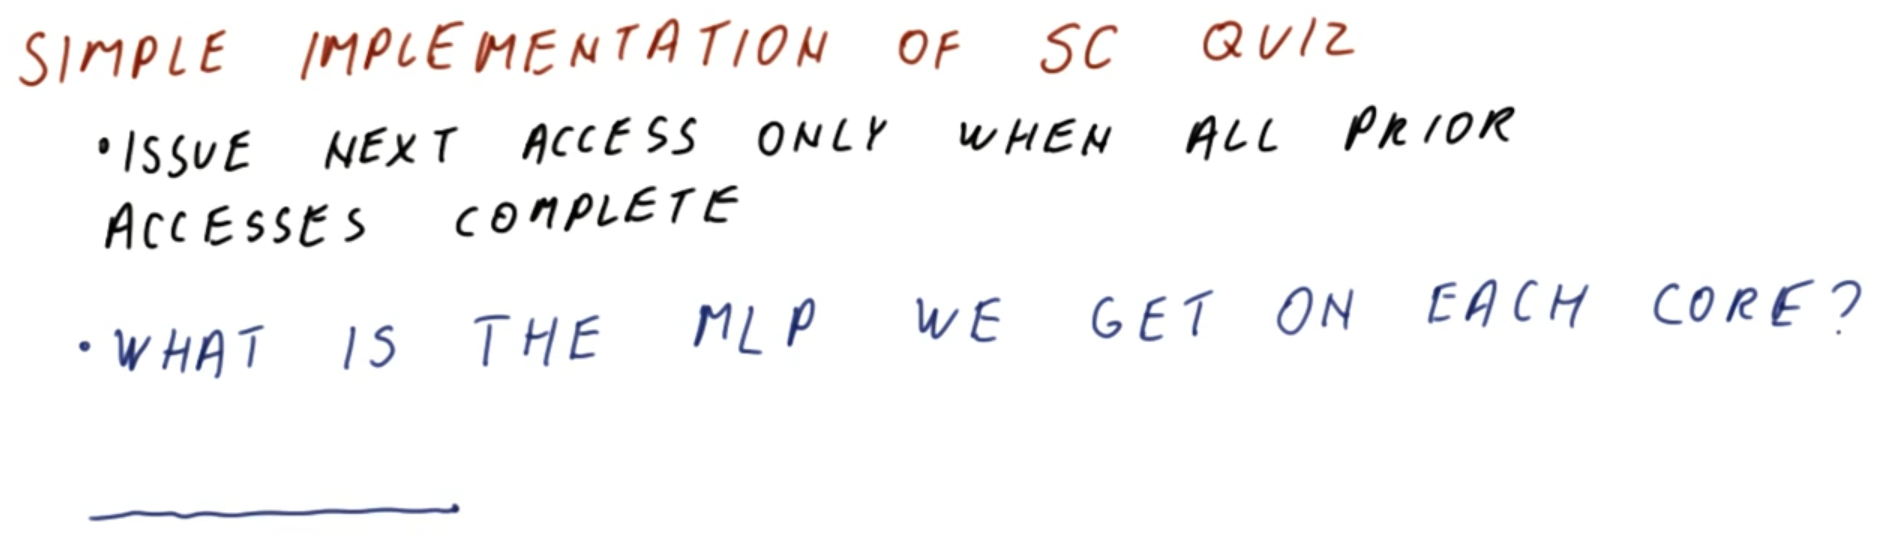 SIMPLE IMPLEMENTATION OF SC QUIZ
• ISSUE NEXT ACCESS ONLY WHEN ALL PRIOR
ACCESSES COMPLETE
• WHAT IS THE MLP WE GET ON EACH CORE?